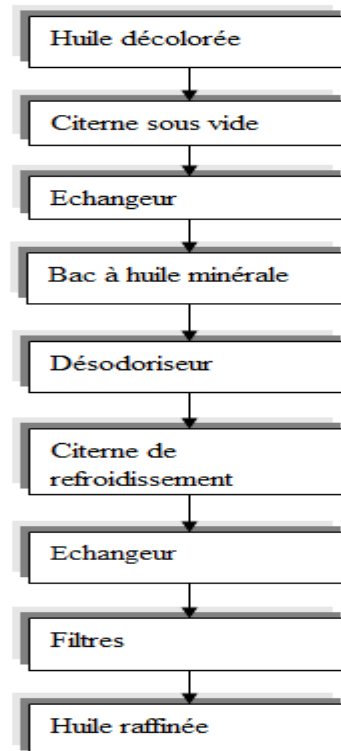 Huile décolorée
Citerne sous vide
Echangeur
Bac à huile minérale
Désodoriseur
Citerne de
refroidissement
Echangeur
Filtres
Huile raffinée